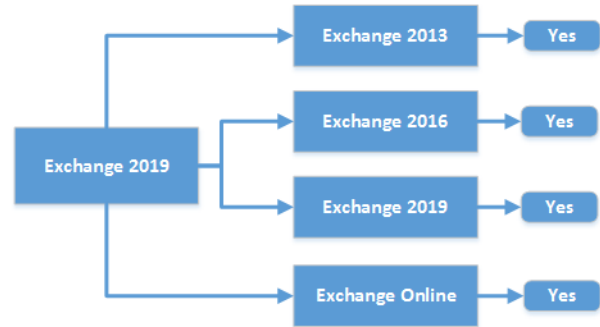 Exchange 2013
Yes
Exchange 2016
Yes
Exchange 2019
Exchange 2019
Yes
Exchange Online
Yes